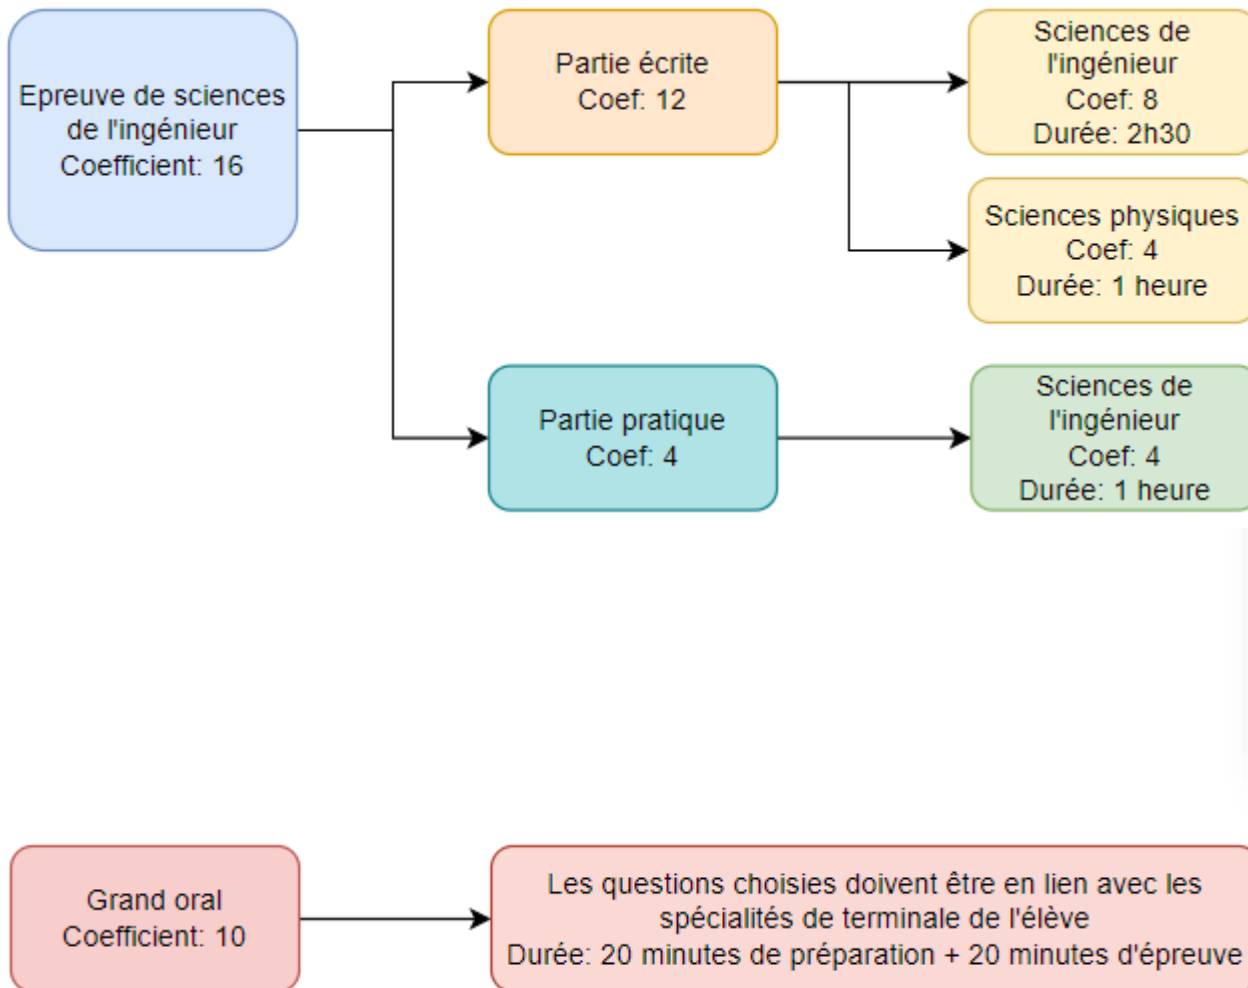 Epreuve de sciences
de l'ingénieur
Coefficient: 16
Partie écrite
Coef: 12
Sciences de
l'ingénieur
Coef: 8
Durée: 2h30
Sciences physiques
Coef: 4
Durée: 1 heure
Partie pratique
Coef: 4
Sciences de
l'ingénieur
Coef: 4
Durée: 1 heure
Grand oral
Coefficient: 10
Les questions choisies doivent être en lien avec les
spécialités de terminale de l'élève
Durée: 20 minutes de préparation + 20 minutes d'épreuve